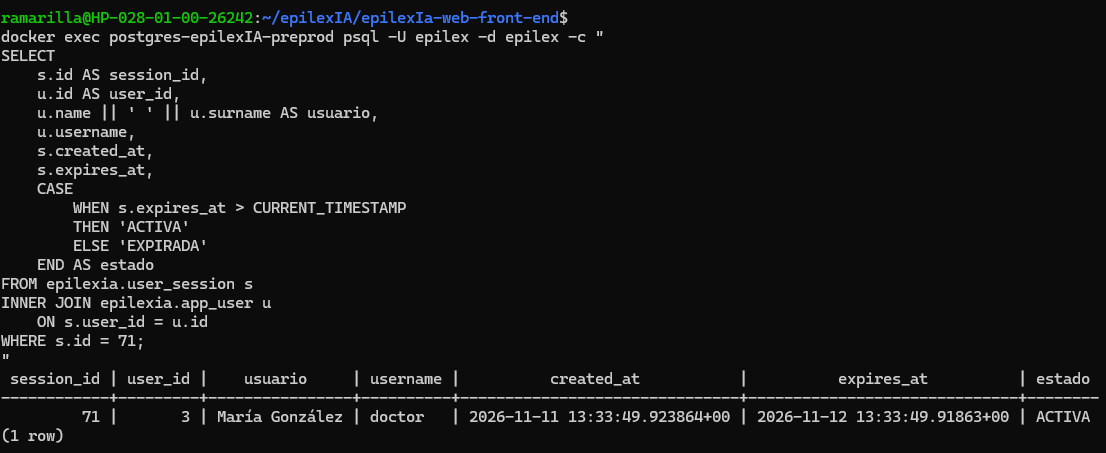 ramarilla@HP-028-01-00-26242:~/epilexIA/epilexIa-web-front-end$
docker exec postgres-epilexIA-preprod psql -U epilex -d epilex -c "
SELECT
    s.id AS session_id,
    u.id AS user_id,
    u.name || ' ' || u.surname AS usuario,
    u.username,
    s.created_at,
    s.expires_at,
    CASE
        WHEN s.expires_at > CURRENT_TIMESTAMP
        THEN 'ACTIVA'
        ELSE 'EXPIRADA'
    END AS estado
FROM epilexia.user_session s
INNER JOIN epilexia.app_user u
    ON s.user_id = u.id
WHERE s.id = 71;
"
 session_id | user_id |    usuario     | username |          created_at           |          expires_at          | estado
------------+---------+----------------+----------+-------------------------------+------------------------------+--------
         71 |       3 | María González | doctor   | 2026-11-11 13:33:49.923864+00 | 2026-11-12 13:33:49.91863+00 | ACTIVA
(1 row)